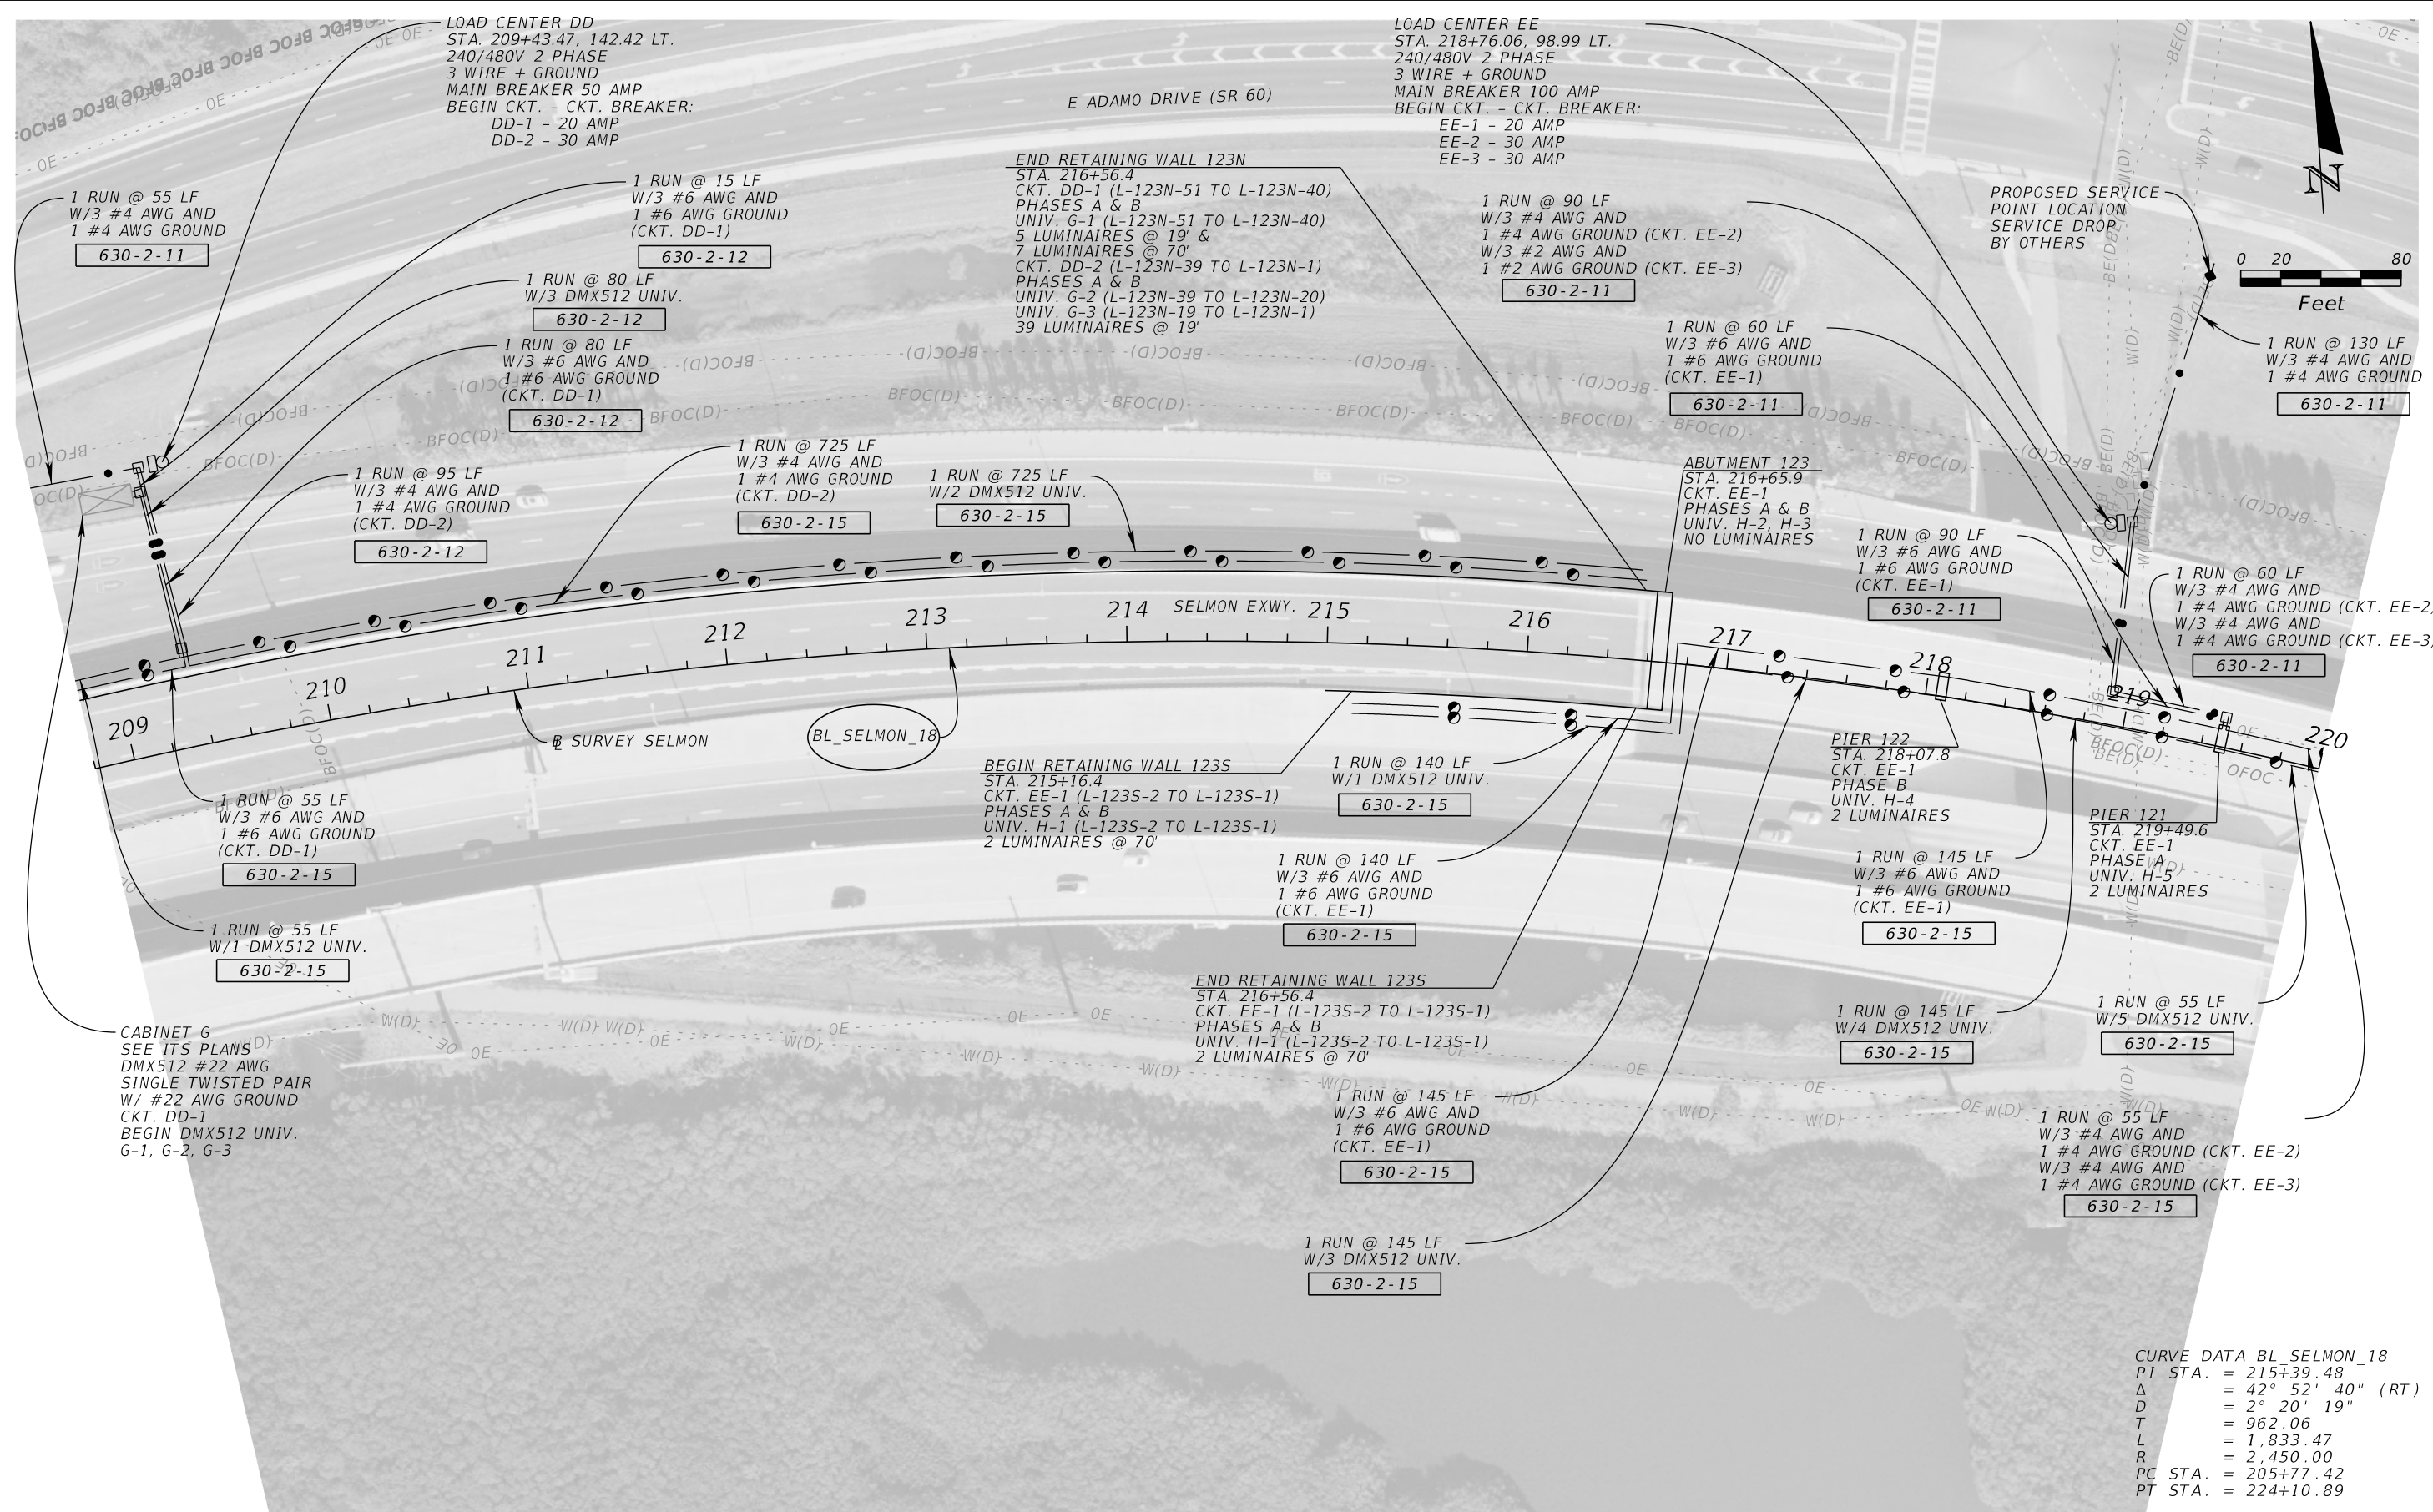 LOAD CENTER DD
STA. 209+43.47, 142.42 LT.
240/480V 2 PHASE
3 WIRE + GROUND
MAIN BREAKER 50 AMP
BEGIN CKT. - CKT. BREAKER:
DD-1 - 20 AMP
DD-2 - 30 AMP
LOAD CENTER EE
STA. 218+76.06, 98.99 LT.
240/480V 2 PHASE
3 WIRE + GROUND
MAIN BREAKER 100 AMP
BEGIN CKT. - CKT. BREAKER:
EE-1 - 20 AMP
EE-2 - 30 AMP
EE-3 - 30 AMP
E ADAMO DRIVE (SR 60)
1 RUN @ 55 LF
W/3 #4 AWG AND
1 #4 AWG GROUND
630-2-11
1 RUN @ 15 LF
W/3 #6 AWG AND
1 #6 AWG GROUND
(CKT. DD-1)
630-2-12
1 RUN @ 80 LF
W/3 DMX512 UNIV.
630-2-12
1 RUN @ 80 LF
W/3 #6 AWG AND
1 #6 AWG GROUND
(CKT. DD-1)
630-2-12
1 RUN @ 95 LF
W/3 #4 AWG AND
1 #4 AWG GROUND
(CKT. DD-2)
630-2-12
1 RUN @ 725 LF
W/3 #4 AWG AND
1 #4 AWG GROUND
(CKT. DD-2)
630-2-15
1 RUN @ 725 LF
W/2 DMX512 UNIV.
630-2-15
END RETAINING WALL 123N
STA. 216+56.4
CKT. DD-1 (L-123N-51 TO L-123N-40)
PHASES A & B
UNIV. G-1 (L-123N-51 TO L-123N-40)
5 LUMINAIRES @ 19' &
7 LUMINAIRES @ 70'
CKT. DD-2 (L-123N-39 TO L-123N-1)
PHASES A & B
UNIV. G-2 (L-123N-39 TO L-123N-20)
UNIV. G-3 (L-123N-19 TO L-123N-1)
39 LUMINAIRES @ 19'
1 RUN @ 90 LF
W/3 #4 AWG AND
1 #4 AWG GROUND (CKT. EE-2)
W/3 #2 AWG AND
1 #2 AWG GROUND (CKT. EE-3)
630-2-11
1 RUN @ 60 LF
W/3 #6 AWG AND
1 #6 AWG GROUND
(CKT. EE-1)
630-2-11
PROPOSED SERVICE
POINT LOCATION
SERVICE DROP
BY OTHERS
N
0 20 80
Feet
1 RUN @ 130 LF
W/3 #4 AWG AND
1 #4 AWG GROUND
630-2-11
ABUTMENT 123
STA. 216+65.9
CKT. EE-1
PHASES A & B
UNIV. H-2, H-3
NO LUMINAIRES
1 RUN @ 90 LF
W/3 #6 AWG AND
1 #6 AWG GROUND
(CKT. EE-1)
630-2-11
1 RUN @ 60 LF
W/3 #4 AWG AND
1 #4 AWG GROUND (CKT. EE-2)
W/3 #4 AWG AND
1 #4 AWG GROUND (CKT. EE-3)
630-2-11
SELMON EXWY.
209
210
211
212
213
214
215
216
217
218
219
220
BL SURVEY SELMON
BL_SELMON_18
1 RUN @ 55 LF
W/3 #6 AWG AND
1 #6 AWG GROUND
(CKT. DD-1)
630-2-15
1 RUN @ 55 LF
W/1 DMX512 UNIV.
630-2-15
CABINET G
SEE ITS PLANS
DMX512 #22 AWG
SINGLE TWISTED PAIR
W/ #22 AWG GROUND
CKT. DD-1
BEGIN DMX512 UNIV.
G-1, G-2, G-3
BEGIN RETAINING WALL 123S
STA. 215+16.4
CKT. EE-1 (L-123S-2 TO L-123S-1)
PHASES A & B
UNIV. H-1 (L-123S-2 TO L-123S-1)
2 LUMINAIRES @ 70'
1 RUN @ 140 LF
W/1 DMX512 UNIV.
630-2-15
1 RUN @ 140 LF
W/3 #6 AWG AND
1 #6 AWG GROUND
(CKT. EE-1)
630-2-15
END RETAINING WALL 123S
STA. 216+56.4
CKT. EE-1 (L-123S-2 TO L-123S-1)
PHASES A & B
UNIV. H-1 (L-123S-2 TO L-123S-1)
2 LUMINAIRES @ 70'
1 RUN @ 145 LF
W/3 #6 AWG AND
1 #6 AWG GROUND
(CKT. EE-1)
630-2-15
1 RUN @ 145 LF
W/3 DMX512 UNIV.
630-2-15
PIER 122
STA. 218+07.8
CKT. EE-1
PHASE B
UNIV. H-4
2 LUMINAIRES
PIER 121
STA. 219+49.6
CKT. EE-1
PHASE A
UNIV. H-5
2 LUMINAIRES
1 RUN @ 145 LF
W/3 #6 AWG AND
1 #6 AWG GROUND
(CKT. EE-1)
630-2-15
1 RUN @ 145 LF
W/4 DMX512 UNIV.
630-2-15
1 RUN @ 55 LF
W/5 DMX512 UNIV.
630-2-15
1 RUN @ 55 LF
W/3 #4 AWG AND
1 #4 AWG GROUND (CKT. EE-2)
W/3 #4 AWG AND
1 #4 AWG GROUND (CKT. EE-3)
630-2-15
CURVE DATA BL_SELMON_18
PI STA. = 215+39.48
Δ = 42° 52' 40" (RT)
D = 2° 20' 19"
T = 962.06
L = 1,833.47
R = 2,450.00
PC STA. = 205+77.42
PT STA. = 224+10.89